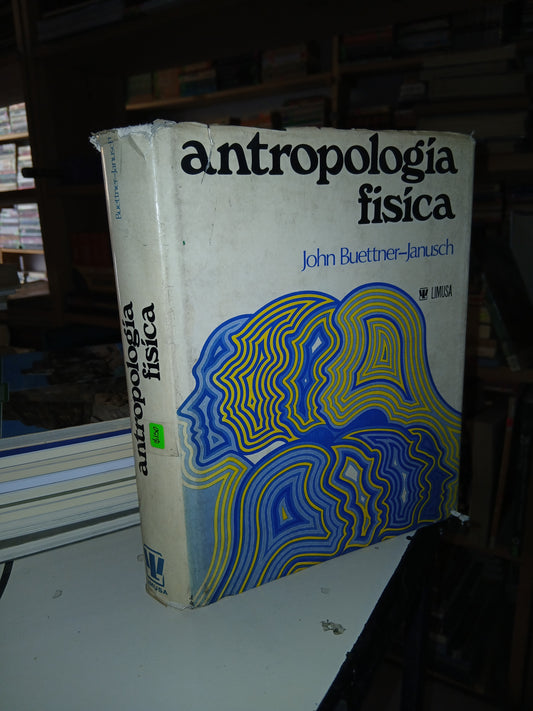 antropología
física
John Buettner-Janusch
LIMUSA
Buettner-Janusch
antropología
física
LIMUSA